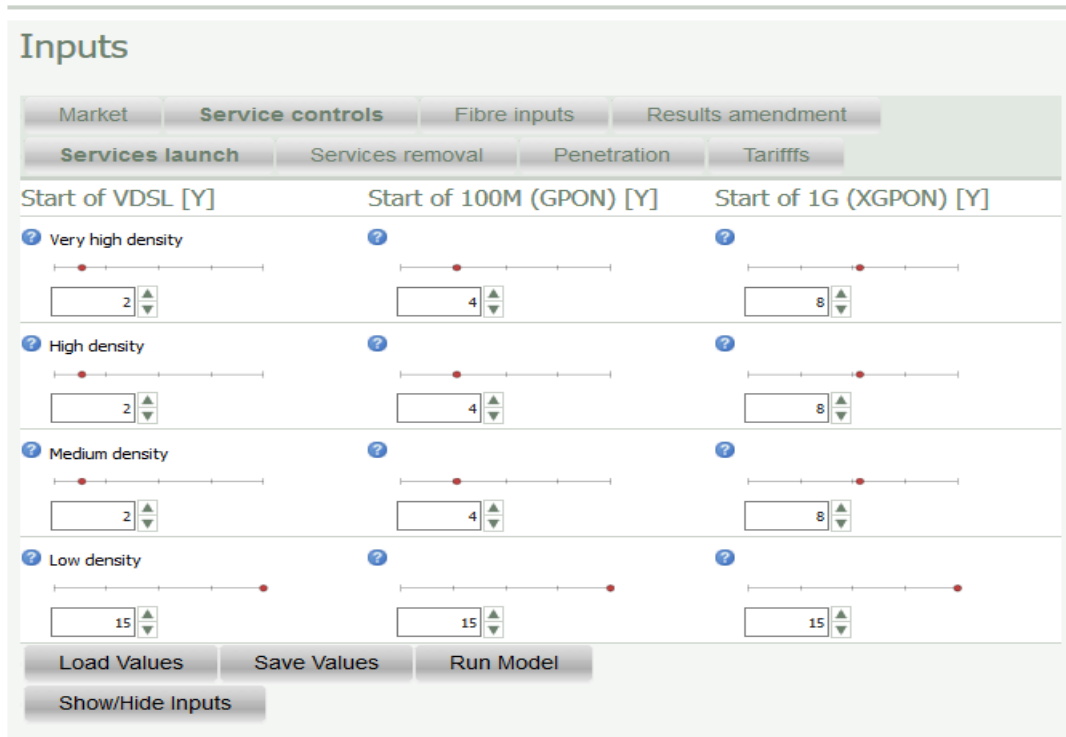 Inputs
Market Service controls Fibre inputs Results amendment
Services launch Services removal Penetration Tarifffs
Start of VDSL [Y] Start of 100M (GPON) [Y] Start of 1G (XGPON) [Y]
? Very high density ? ?
2 4 8
? High density ? ?
2 4 8
? Medium density ? ?
2 4 8
? Low density ? ?
15 15 15
Load Values Save Values Run Model
Show/Hide Inputs